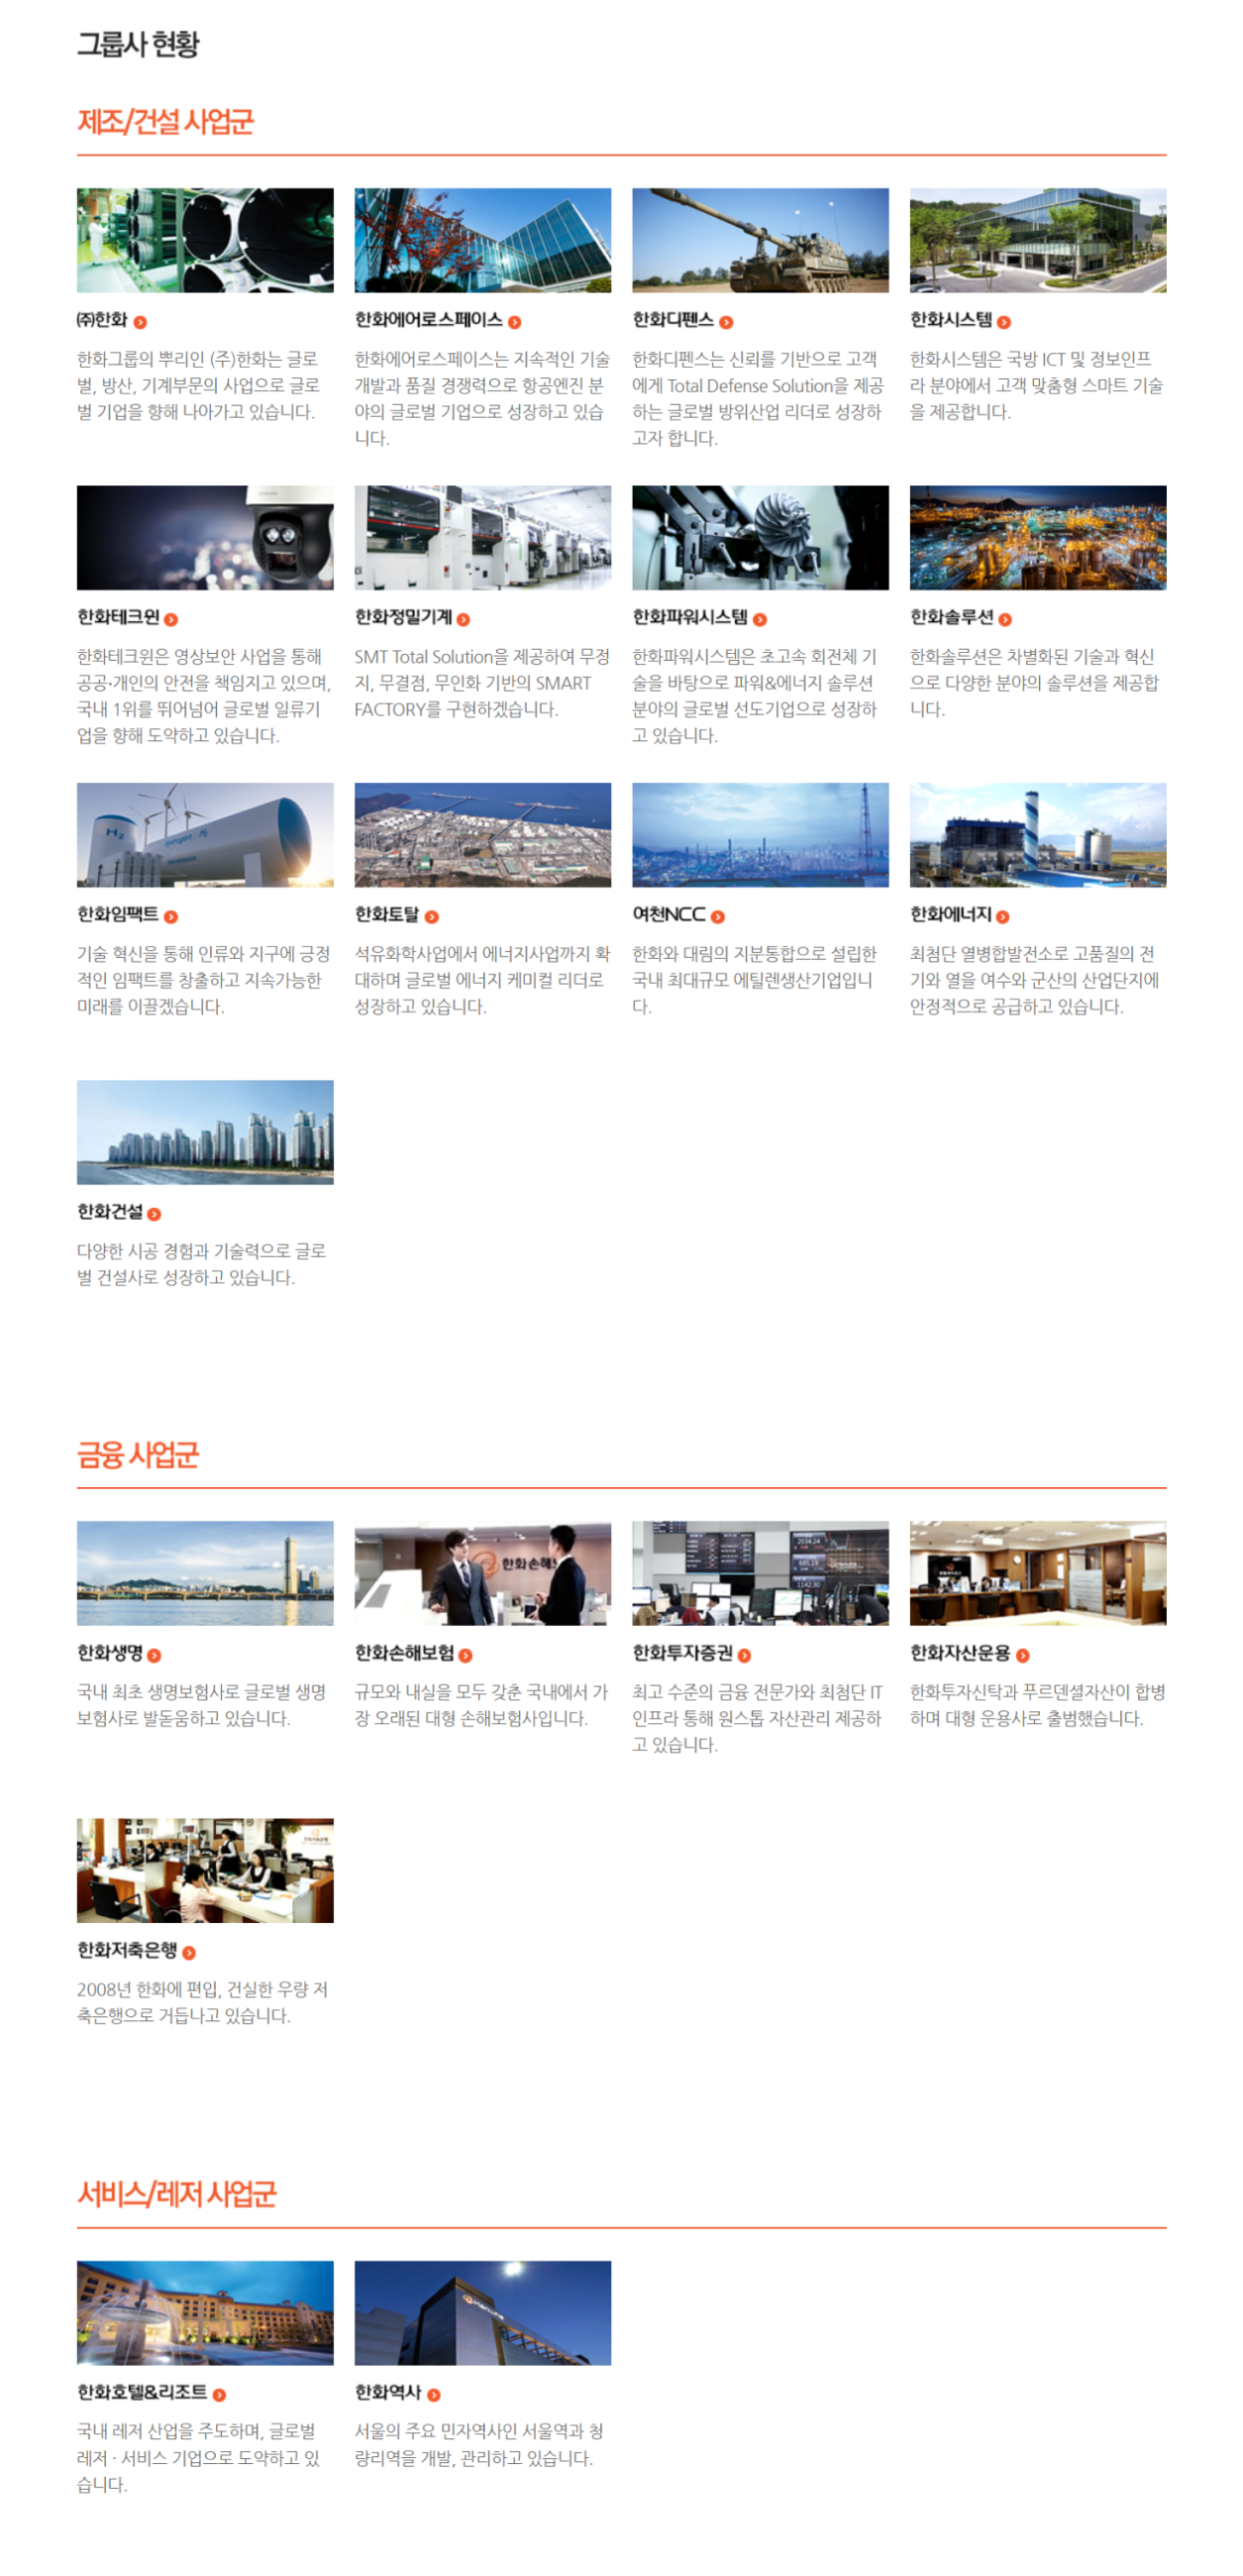 그룹사 현황
제조/건설 사업군
㈜한화
한화그룹의 뿌리인 (주)한화는 글로
벌, 방산, 기계부문의 사업으로 글로
벌 기업을 향해 나아가고 있습니다.
한화에어로스페이스
한화에어로스페이스는 지속적인 기술
개발과 품질 경쟁력으로 항공엔진 분
야의 글로벌 기업으로 성장하고 있습
니다.
한화디펜스
한화디펜스는 신뢰를 기반으로 고객
에게 Total Defense Solution을 제공
하는 글로벌 방위산업 리더로 성장하
고자 합니다.
한화시스템
한화시스템은 국방 ICT 및 정보인프
라 분야에서 고객 맞춤형 스마트 기술
을 제공합니다.
한화테크윈
한화테크윈은 영상보안 사업을 통해
공공·개인의 안전을 책임지고 있으며,
국내 1위를 뛰어넘어 글로벌 일류기
업을 향해 도약하고 있습니다.
한화정밀기계
SMT Total Solution을 제공하여 무정
지, 무결점, 무인화 기반의 SMART
FACTORY를 구현하겠습니다.
한화파워시스템
한화파워시스템은 초고속 회전체 기
술을 바탕으로 파워&에너지 솔루션
분야의 글로벌 선도기업으로 성장하
고 있습니다.
한화솔루션
한화솔루션은 차별화된 기술과 혁신
으로 다양한 분야의 솔루션을 제공합
니다.
H2
한화임팩트
기술 혁신을 통해 인류와 지구에 긍정
적인 임팩트를 창출하고 지속가능한
미래를 이끌겠습니다.
한화토탈
석유화학사업에서 에너지사업까지 확
대하며 글로벌 에너지 케미컬 리더로
성장하고 있습니다.
여천NCC
한화와 대림의 지분통합으로 설립한
국내 최대규모 에틸렌생산기업입니
다.
한화에너지
최첨단 열병합발전소로 고품질의 전
기와 열을 여수와 군산의 산업단지에
안정적으로 공급하고 있습니다.
한화건설
다양한 시공 경험과 기술력으로 글로
벌 건설사로 성장하고 있습니다.
금융 사업군
한화생명
국내 최초 생명보험사로 글로벌 생명
보험사로 발돋움하고 있습니다.
한화손해
한화손해보험
규모와 내실을 모두 갖춘 국내에서 가
장 오래된 대형 손해보험사입니다.
2034.24
685.19
1142.30
한화투자증권
최고 수준의 금융 전문가와 최첨단 IT
인프라 통해 원스톱 자산관리 제공하
고 있습니다.
한화자산운용
한화투자신탁과 푸르덴셜자산이 합병
하며 대형 운용사로 출범했습니다.
한화저축은행
2008년 한화에 편입, 건실한 우량 저
축은행으로 거듭나고 있습니다.
서비스/레저 사업군
한화호텔&리조트
국내 레저 산업을 주도하며, 글로벌
레저 · 서비스 기업으로 도약하고 있
습니다.
한화역사
서울의 주요 민자역사인 서울역과 청
량리역을 개발, 관리하고 있습니다.